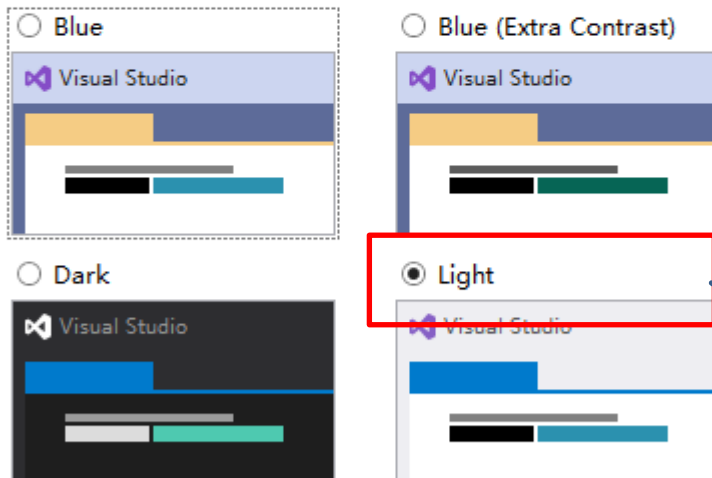 Blue
Blue (Extra Contrast)
Visual Studio
Visual Studio
Dark
Light
Visual Studio
Visual Studio